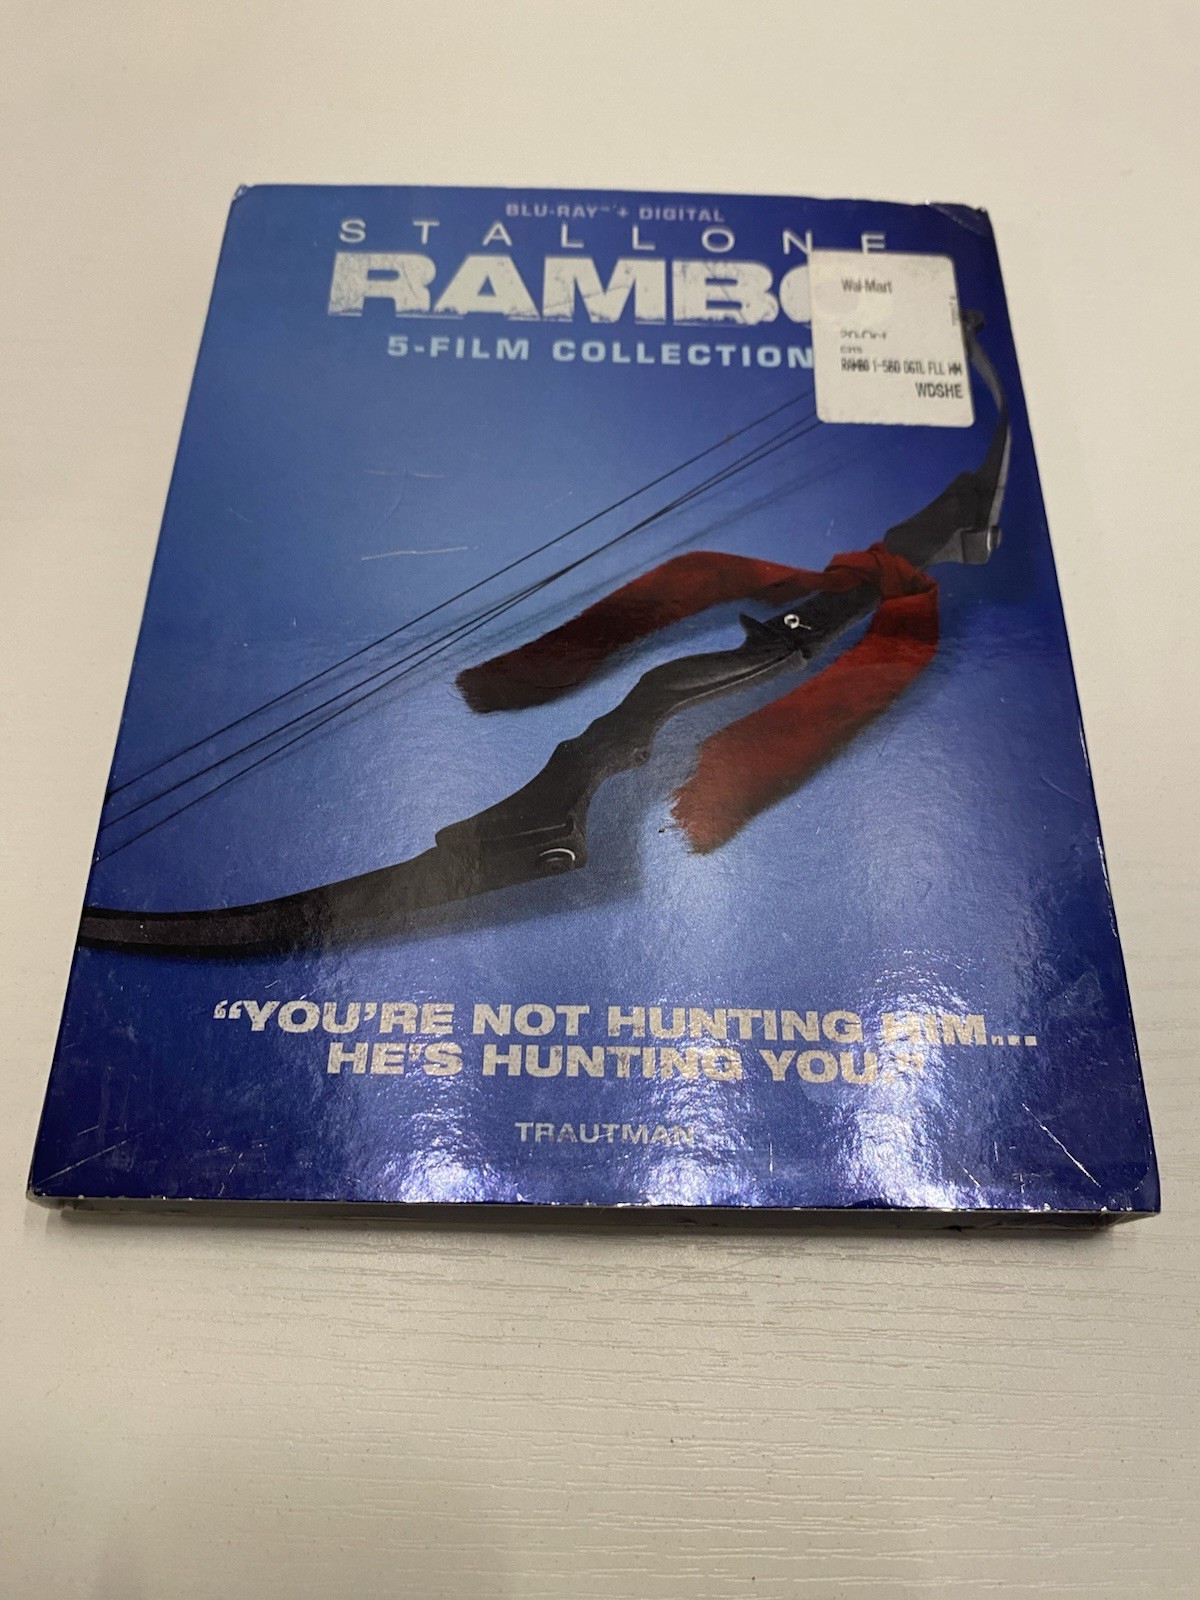 BLU-RAY™ + DIGITAL
STALLONE
RAMBO
5-FILM COLLECTION
Wal-Mart
RAMBO 1-5BD DGTL FLL HM
WDSHE
“YOU'RE NOT HUNTING HIM...
HE'S HUNTING YOU.”
TRAUTMAN